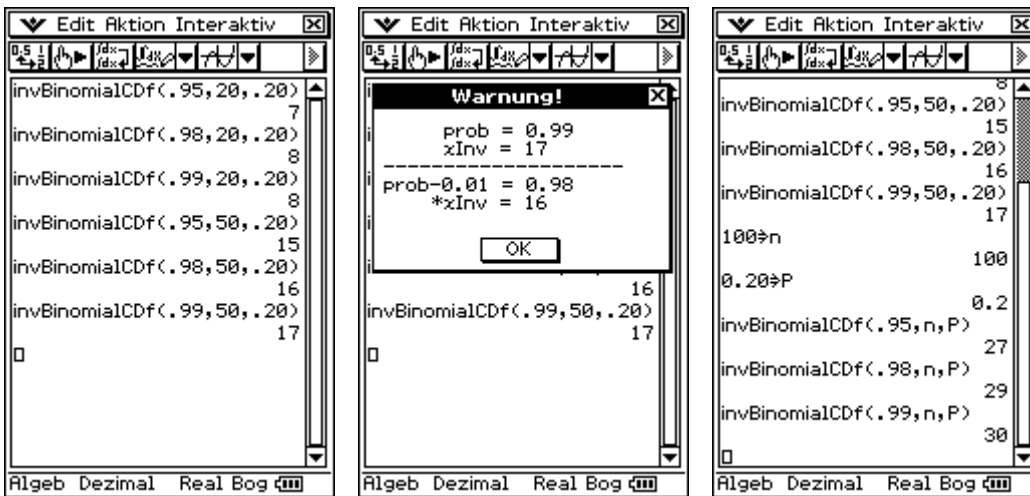 Edit Aktion Interaktiv
invBinomialCDf(.95,20,.20)
7
invBinomialCDf(.98,20,.20)
8
invBinomialCDf(.99,20,.20)
8
invBinomialCDf(.95,50,.20)
15
invBinomialCDf(.98,50,.20)
16
invBinomialCDf(.99,50,.20)
17
Algeb Dezimal Real Bog
Edit Aktion Interaktiv
Warnung!
prob = 0.99
xInv = 17
prob-0.01 = 0.98
*xInv = 16
OK
16
invBinomialCDf(.99,50,.20)
17
Algeb Dezimal Real Bog
Edit Aktion Interaktiv
8
invBinomialCDf(.95,50,.20)
15
invBinomialCDf(.98,50,.20)
16
invBinomialCDf(.99,50,.20)
17
100⇒n
100
0.20⇒P
0.2
invBinomialCDf(.95,n,P)
27
invBinomialCDf(.98,n,P)
29
invBinomialCDf(.99,n,P)
30
Algeb Dezimal Real Bog